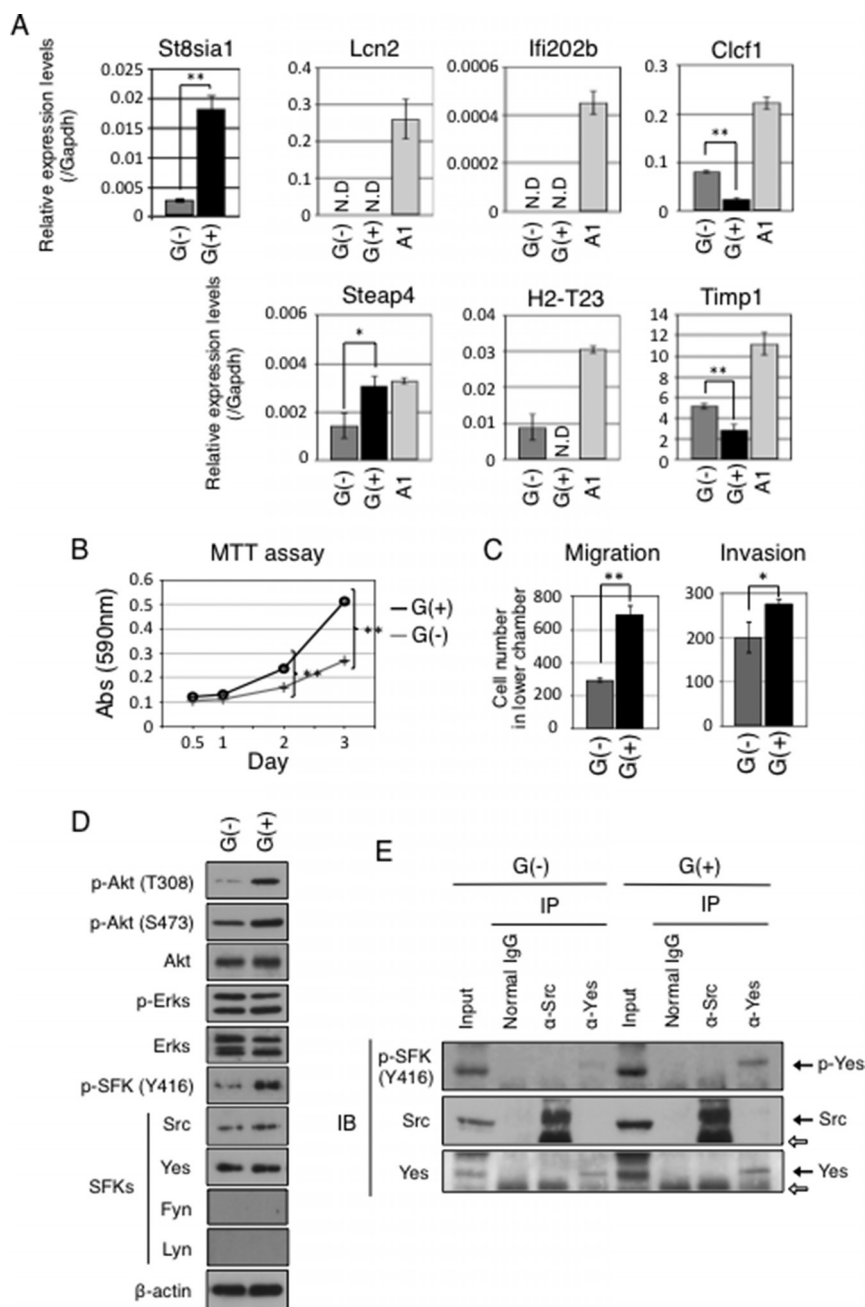 A
St8sia1
Lcn2
Ifi202b
Clcf1
Relative expression levels
(/Gapdh)
0.025
0.02
0.015
0.01
0.005
0
**
G(-) G(+)
0.4
0.3
0.2
0.1
0
N.D N.D
G(-) G(+) A1
0.0006
0.0004
0.0002
0
N.D N.D
G(-) G(+) A1
0.3
0.2
0.1
0
**
G(-) G(+) A1
Steap4
H2-T23
Timp1
Relative expression levels
(/Gapdh)
0.006
0.004
0.002
0
*
G(-) G(+) A1
0.04
0.03
0.02
0.01
0
N.D
G(-) G(+) A1
14
12
10
8
6
4
2
0
**
G(-) G(+) A1
B
MTT assay
Abs (590nm)
0.6
0.5
0.4
0.3
0.2
0.1
0
0.5 1 2 3
Day
**
**
G(+)
G(-)
C
Migration
Invasion
Cell number
in lower chamber
800
600
400
200
0
**
G(-) G(+)
300
200
100
0
*
G(-) G(+)
D
G(-) G(+)
p-Akt (T308)
p-Akt (S473)
Akt
p-Erks
Erks
p-SFK (Y416)
SFKs
Src
Yes
Fyn
Lyn
β-actin
E
G(-) G(+)
IP IP
Input Normal IgG α-Src α-Yes Input Normal IgG α-Src α-Yes
IB
p-SFK
(Y416)
p-Yes
Src Src
Yes Yes